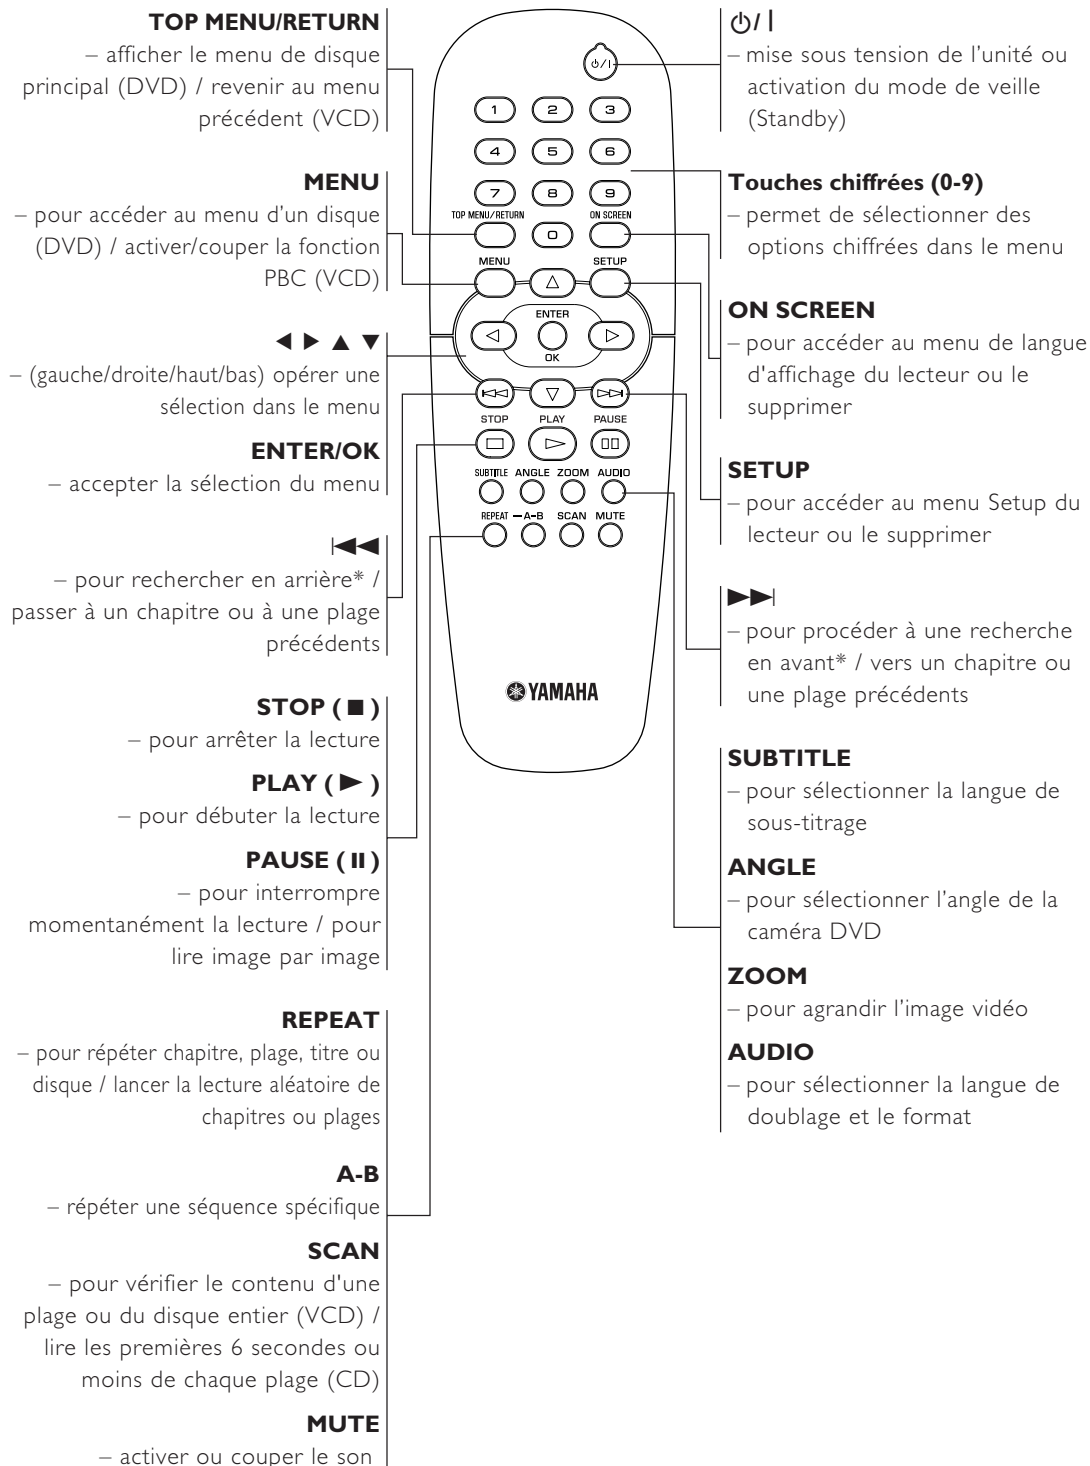 TOP MENU/RETURN
– afficher le menu de disque
principal (DVD) / revenir au menu
précédent (VCD)
MENU
– pour accéder au menu d'un disque
(DVD) / activer/couper la fonction
PBC (VCD)
◀ ▶ ▲ ▼
– (gauche/droite/haut/bas) opérer une
sélection dans le menu
ENTER/OK
– accepter la sélection du menu
|◀◀
– pour rechercher en arrière* /
passer à un chapitre ou à une plage
précédents
STOP ( ■ )
– pour arrêter la lecture
PLAY ( ▶ )
– pour débuter la lecture
PAUSE ( II )
– pour interrompre
momentanément la lecture / pour
lire image par image
REPEAT
– pour répéter chapitre, plage, titre ou
disque / lancer la lecture aléatoire de
chapitres ou plages
A-B
– répéter une séquence spécifique
SCAN
– pour vérifier le contenu d'une
plage ou du disque entier (VCD) /
lire les premières 6 secondes ou
moins de chaque plage (CD)
MUTE
– activer ou couper le son
⏻/I
1 2 3
4 5 6
7 8 9
TOP MENU/RETURN ON SCREEN
0
MENU SETUP
ENTER
OK
STOP PLAY PAUSE
SUBTITLE ANGLE ZOOM AUDIO
REPEAT A-B SCAN MUTE
YAMAHA
⏻/I
– mise sous tension de l'unité ou
activation du mode de veille
(Standby)
Touches chiffrées (0-9)
– permet de sélectionner des
options chiffrées dans le menu
ON SCREEN
– pour accéder au menu de langue
d'affichage du lecteur ou le
supprimer
SETUP
– pour accéder au menu Setup du
lecteur ou le supprimer
▶▶|
– pour procéder à une recherche
en avant* / vers un chapitre ou
une plage précédents
SUBTITLE
– pour sélectionner la langue de
sous-titrage
ANGLE
– pour sélectionner l'angle de la
caméra DVD
ZOOM
– pour agrandir l'image vidéo
AUDIO
– pour sélectionner la langue de
doublage et le format